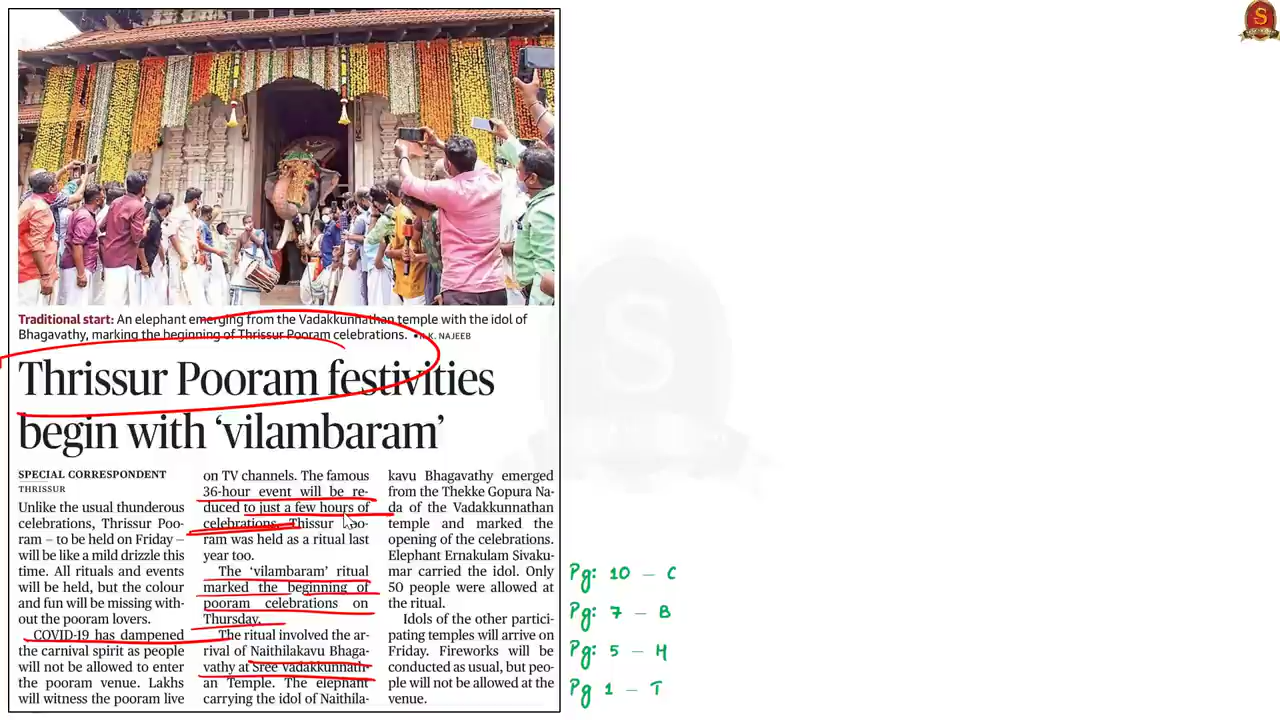 Traditional start: An elephant emerging from the Vadakkunnathan temple with the idol of
Bhagavathy, marking the beginning of Thrissur Pooram celebrations. K. NAJEEB
Thrissur Pooram festivities
begin with ‘vilambaram’
SPECIAL CORRESPONDENT
THRISSUR
Unlike the usual thunderous
celebrations, Thrissur Poo-
ram – to be held on Friday –
will be like a mild drizzle this
time. All rituals and events
will be held, but the colour
and fun will be missing with-
out the pooram lovers.
COVID-19 has dampened
the carnival spirit as people
will not be allowed to enter
the pooram venue. Lakhs
will witness the pooram live
on TV channels. The famous
36-hour event will be re-
duced to just a few hours of
celebrations. Thissur Poo-
ram was held as a ritual last
year too.
The ‘vilambaram’ ritual
marked the beginning of
pooram celebrations on
Thursday.
The ritual involved the ar-
rival of Naithilakavu Bhaga-
vathy at Sree Vadakkunnath-
an Temple. The elephant
carrying the idol of Naithila-
kavu Bhagavathy emerged
from the Thekke Gopura Na-
da of the Vadakkunnathan
temple and marked the
opening of the celebrations.
Elephant Ernakulam Sivaku-
mar carried the idol. Only
50 people were allowed at
the ritual.
Idols of the other partici-
pating temples will arrive on
Friday. Fireworks will be
conducted as usual, but peo-
ple will not be allowed at the
venue.
Pg: 10 – C
Pg: 7 – B
Pg: 5 – H
Pg 1 – T
S